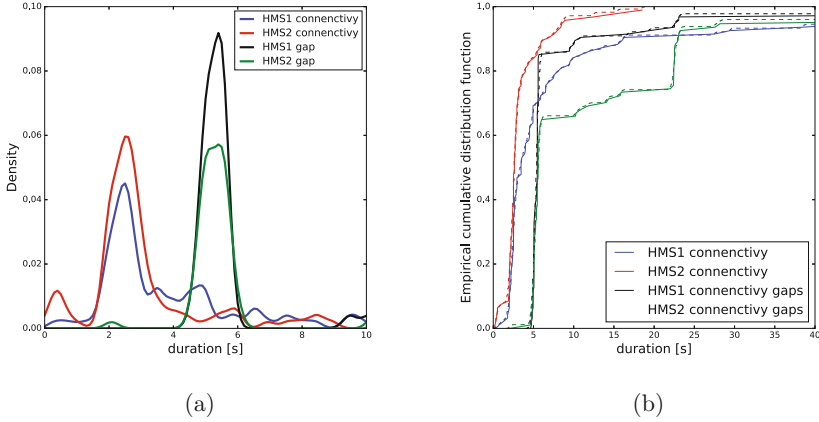 HMS1 connenctivy
HMS2 connenctivy
HMS1 gap
HMS2 gap
0.10
0.08
0.06
0.04
0.02
0.00
Density
0 2 4 6 8 10
duration [s]
(a)
1.0
0.8
0.6
0.4
0.2
0.0
Empirical cumulative distribution function
HMS1 connenctivy
HMS2 connenctivy
HMS1 connenctivy gaps
HMS2 connenctivy gaps
0 5 10 15 20 25 30 35 40
duration [s]
(b)